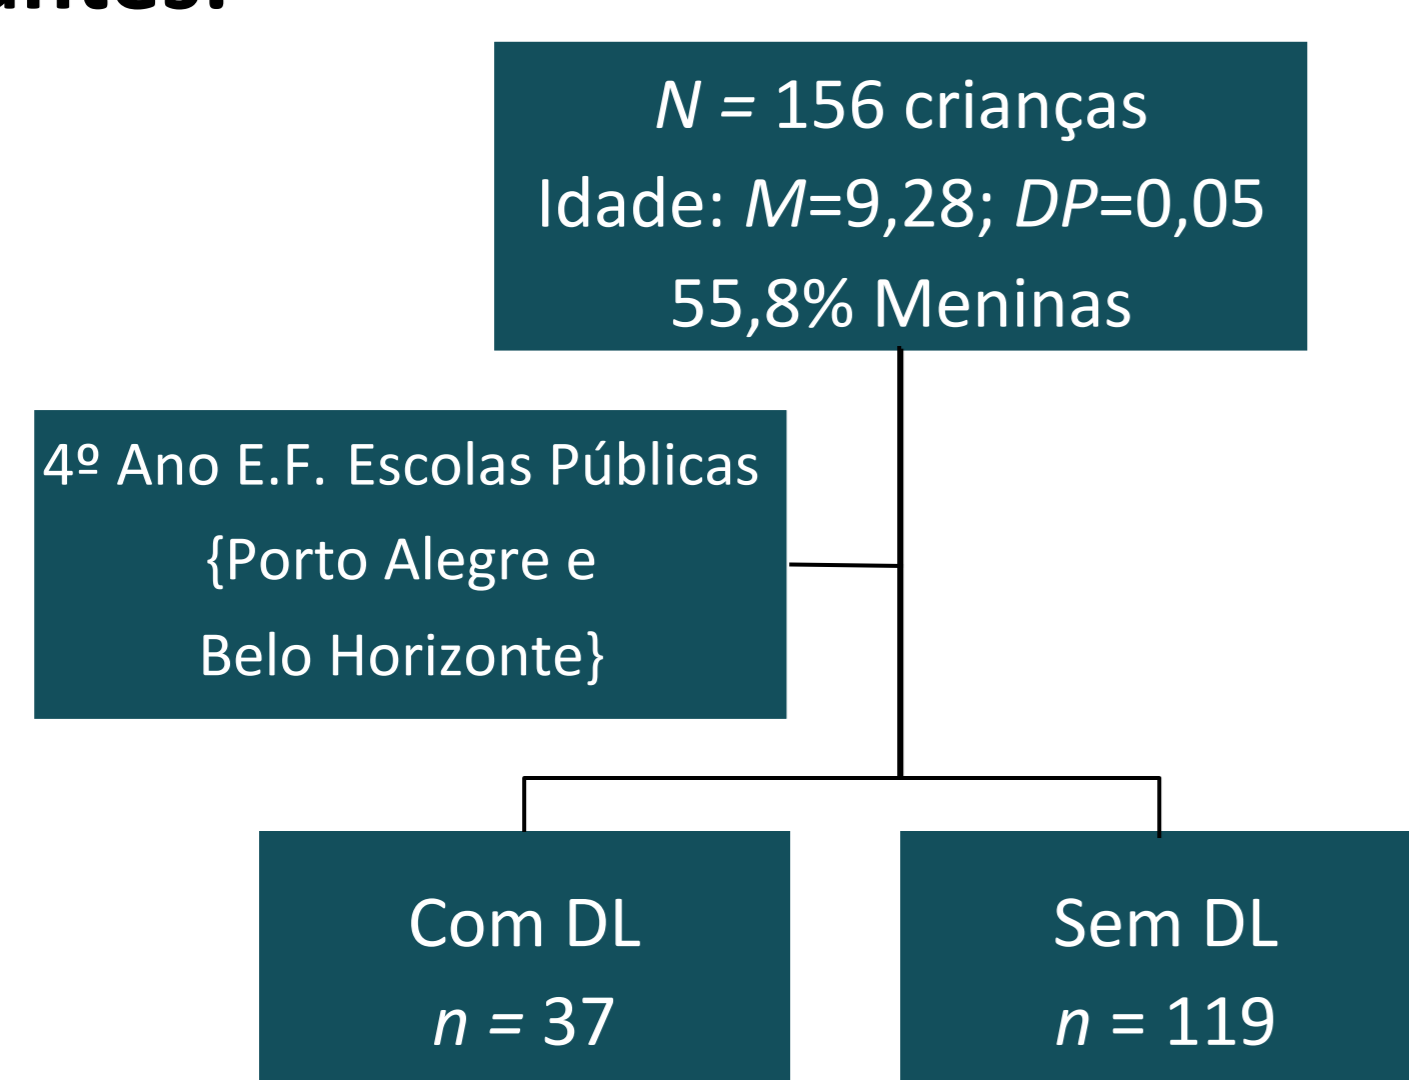 N = 156 crianças
Idade: M=9,28; DP=0,05
55,8% Meninas
4º Ano E.F. Escolas Públicas
{Porto Alegre e
Belo Horizonte}
Com DL
n = 37
Sem DL
n = 119